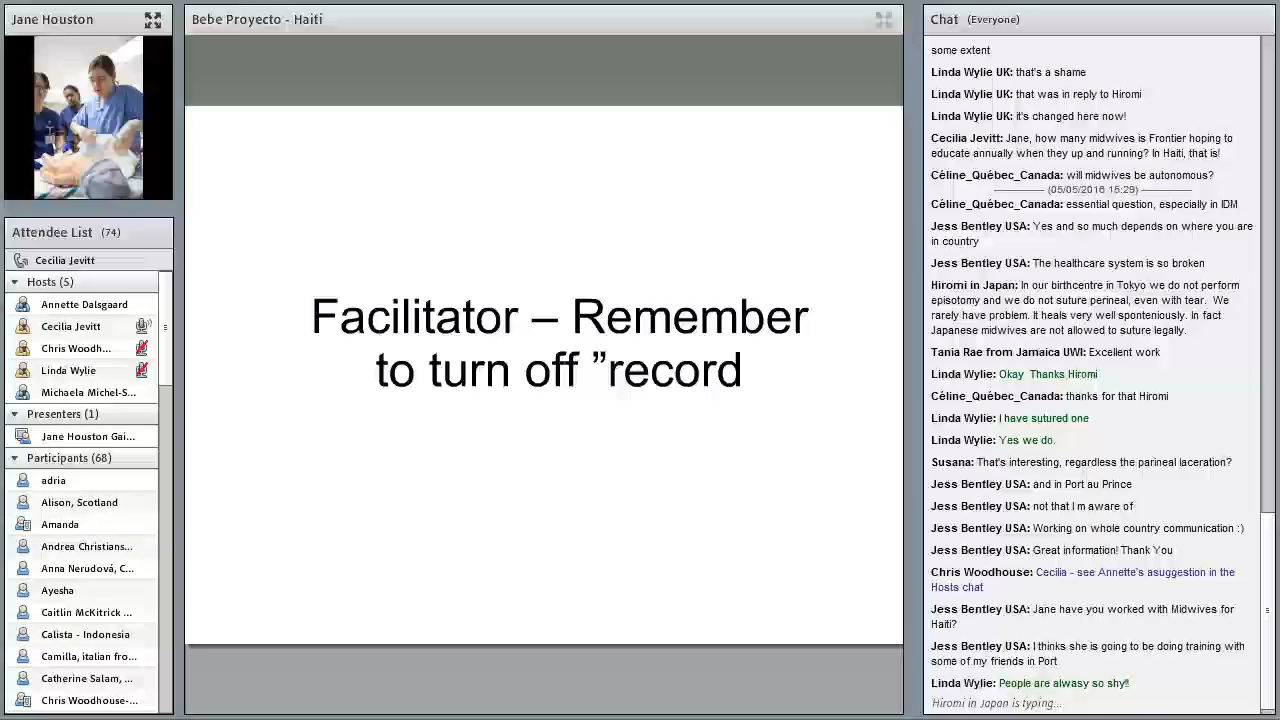 Jane Houston
Attendee List (74)
Cecilia Jevitt
Hosts (5)
Annette Dalsgaard
Cecilia Jevitt
Chris Woodh...
Linda Wylie
Michaela Michel-S...
Presenters (1)
Jane Houston Gai...
Participants (68)
adria
Alison, Scotland
Amanda
Andrea Christians...
Anna Nerudová, C...
Ayesha
Caitlin McKitrick ...
Calista - Indonesia
Camilla, italian fro...
Catherine Salam, ...
Chris Woodhouse-...
Bebe Proyecto - Haiti
Facilitator – Remember
to turn off ”record
Chat (Everyone)
some extent
Linda Wylie UK: that's a shame
Linda Wylie UK: that was in reply to Hiromi
Linda Wylie UK: it's changed here now!
Cecilia Jevitt: Jane, how many midwives is Frontier hoping to
educate annually when they up and running? In Haiti, that is!
Céline_Québec_Canada: will midwives be autonomous?
(05/05/2016 15:29)
Céline_Québec_Canada: essential question, especially in IDM
Jess Bentley USA: Yes and so much depends on where you are
in country
Jess Bentley USA: The healthcare system is so broken
Hiromi in Japan: In our birthcentre in Tokyo we do not perform
episotomy and we do not suture perineal, even with tear. We
rarely have problem. It heals very well sponteniously. In fact
Japanese midwives are not allowed to suture legally.
Tania Rae from Jamaica UWI: Excellent work
Linda Wylie: Okay Thanks Hiromi
Céline_Québec_Canada: thanks for that Hiromi
Linda Wylie: I have sutured one
Linda Wylie: Yes we do.
Susana: That's interesting, regardless the parineal laceration?
Jess Bentley USA: and in Port au Prince
Jess Bentley USA: not that I'm aware of
Jess Bentley USA: Working on whole country communication :)
Jess Bentley USA: Great information! Thank You
Chris Woodhouse: Cecilia - see Annette's asuggestion in the
Hosts chat
Jess Bentley USA: Jane have you worked with Midwives for
Haiti?
Jess Bentley USA: I thinks she is going to be doing training with
some of my friends in Port
Linda Wylie: People are alwasy so shy!!
Hiromi in Japan is typing...